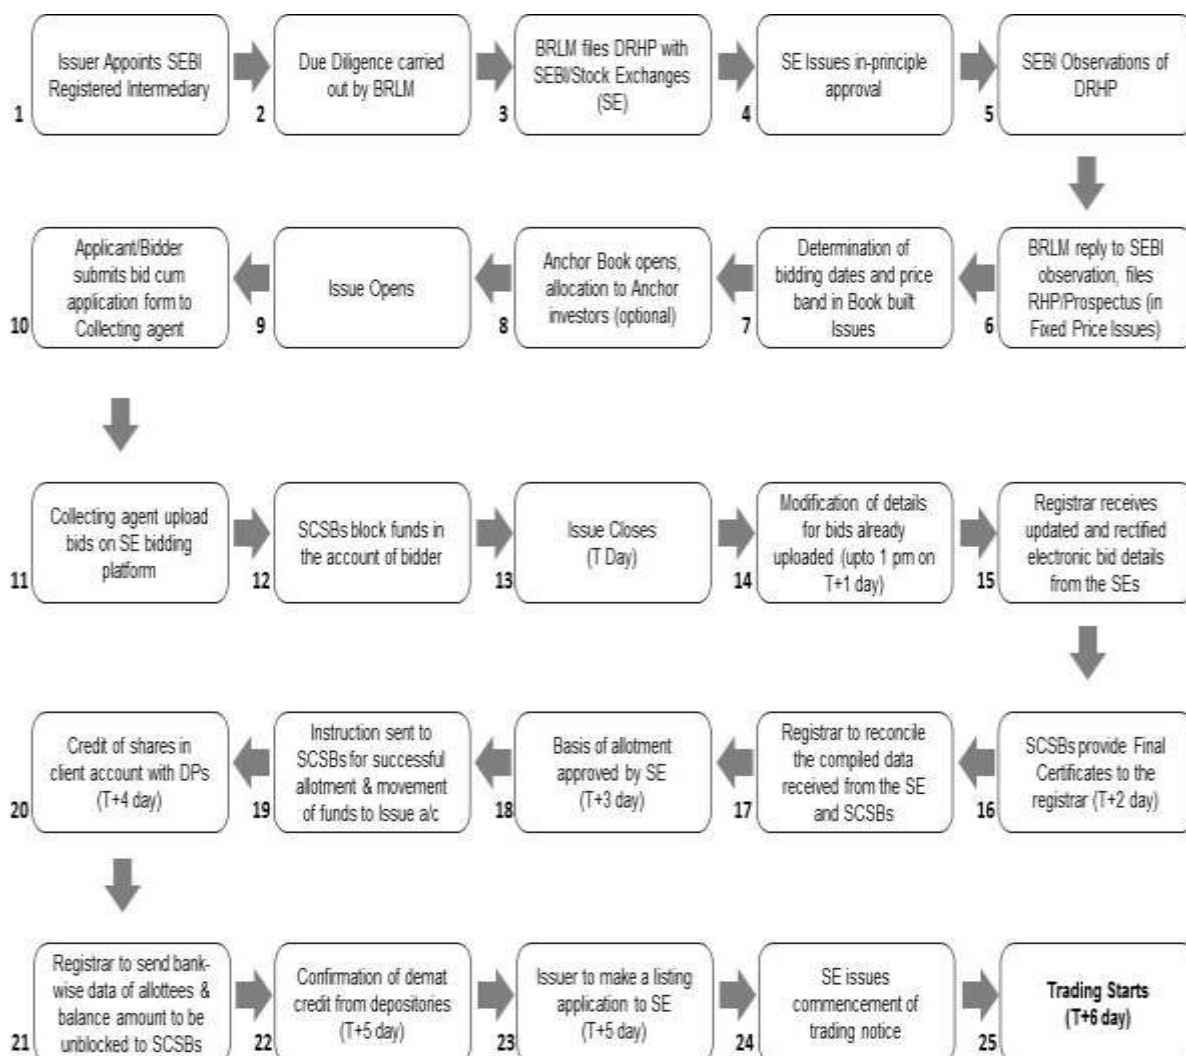 Issuer Appoints SEBI
Registered Intermediary
1
Due Diligence carried
out by BRLM
2
BRLM files DRHP with
SEBI/Stock Exchanges
(SE)
3
SE Issues in-principle
approval
4
SEBI Observations of
DRHP
5
BRLM reply to SEBI
observation, files
RHP/Prospectus (in
Fixed Price Issues)
6
Determination of
bidding dates and price
band in Book built
Issues
7
Anchor Book opens,
allocation to Anchor
investors (optional)
8
Issue Opens
9
Applicant/Bidder
submits bid cum
application form to
Collecting agent
10
Collecting agent upload
bids on SE bidding
platform
11
SCSBs block funds in
the account of bidder
12
Issue Closes
(T Day)
13
Modification of details
for bids already
uploaded (upto 1 pm on
T+1 day)
14
Registrar receives
updated and rectified
electronic bid details
from the SEs
15
SCSBs provide Final
Certificates to the
registrar (T+2 day)
16
Registrar to reconcile
the compiled data
received from the SE
and SCSBs
17
Basis of allotment
approved by SE
(T+3 day)
18
Instruction sent to
SCSBs for successful
allotment & movement
of funds to Issue a/c
19
Credit of shares in
client account with DPs
(T+4 day)
20
Registrar to send bank-
wise data of allottees &
balance amount to be
unblocked to SCSBs
21
Confirmation of demat
credit from depositories
(T+5 day)
22
Issuer to make a listing
application to SE
(T+5 day)
23
SE issues
commencement of
trading notice
24
Trading Starts
(T+6 day)
25